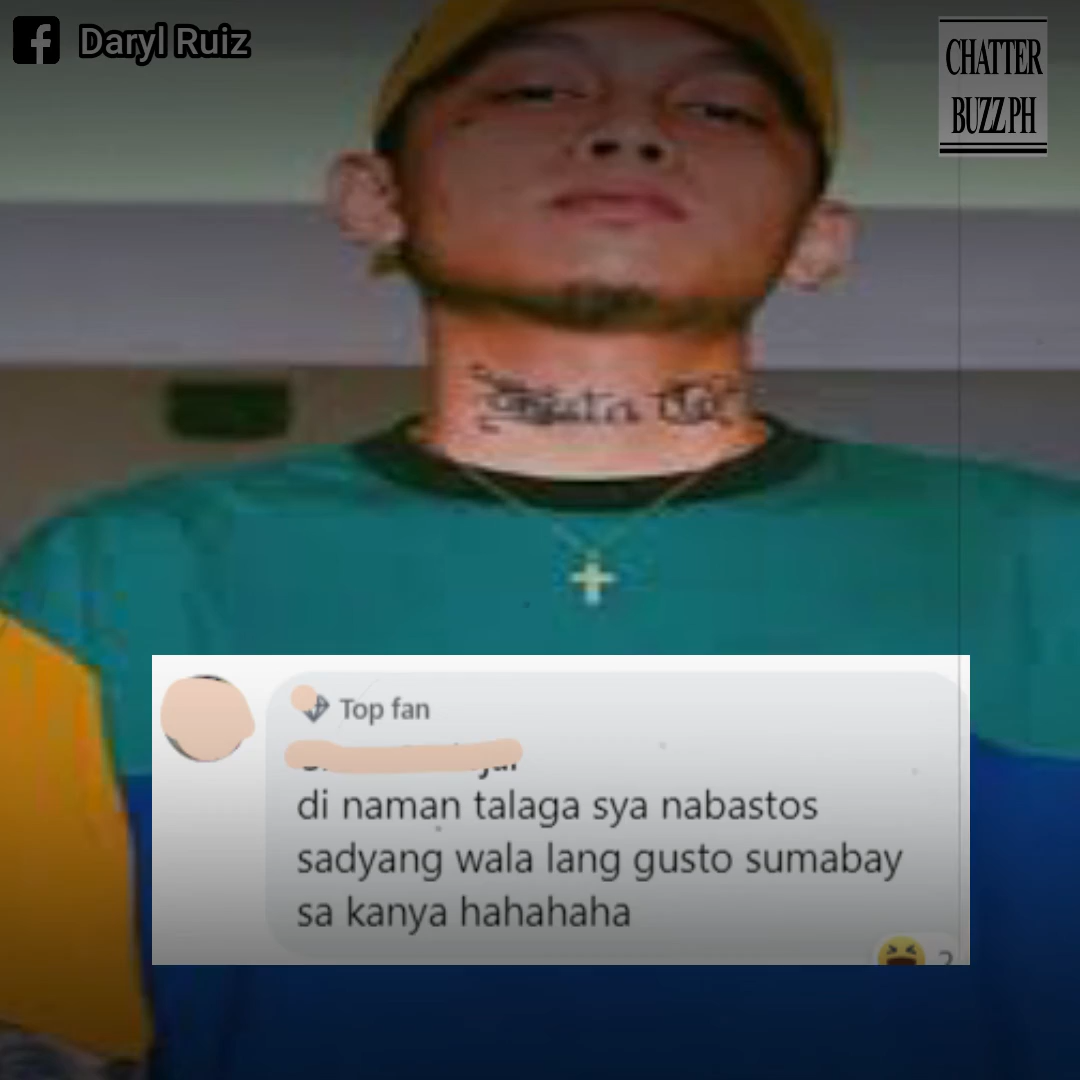 Daryl Ruiz
CHATTER
BUZZ PH
Top fan
di naman talaga sya nabastos
sadyang wala lang gusto sumabay
sa kanya hahahaha